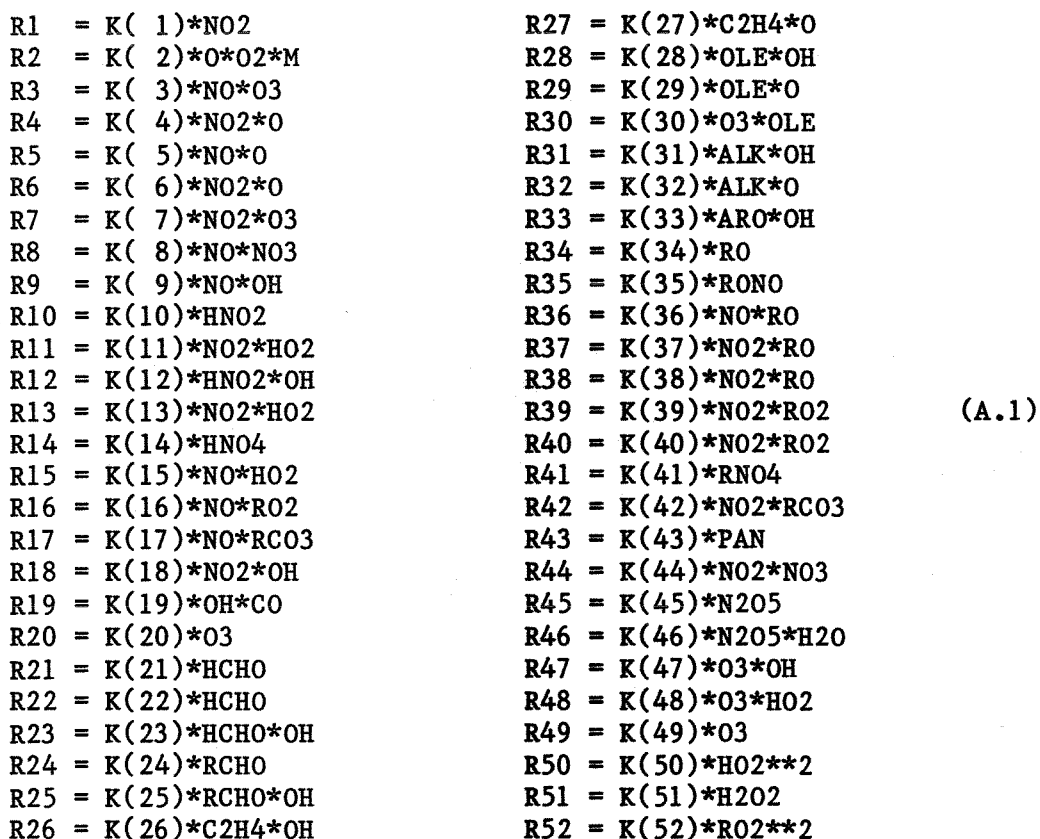 R1 = K( 1)*NO2
R2 = K( 2)*O*O2*M
R3 = K( 3)*NO*O3
R4 = K( 4)*NO2*O
R5 = K( 5)*NO*O
R6 = K( 6)*NO2*O
R7 = K( 7)*NO2*O3
R8 = K( 8)*NO*NO3
R9 = K( 9)*NO*OH
R10 = K(10)*HNO2
R11 = K(11)*NO2*HO2
R12 = K(12)*HNO2*OH
R13 = K(13)*NO2*HO2
R14 = K(14)*HNO4
R15 = K(15)*NO*HO2
R16 = K(16)*NO*RO2
R17 = K(17)*NO*RCO3
R18 = K(18)*NO2*OH
R19 = K(19)*OH*CO
R20 = K(20)*O3
R21 = K(21)*HCHO
R22 = K(22)*HCHO
R23 = K(23)*HCHO*OH
R24 = K(24)*RCHO
R25 = K(25)*RCHO*OH
R26 = K(26)*C2H4*OH
R27 = K(27)*C2H4*O
R28 = K(28)*OLE*OH
R29 = K(29)*OLE*O
R30 = K(30)*O3*OLE
R31 = K(31)*ALK*OH
R32 = K(32)*ALK*O
R33 = K(33)*ARO*OH
R34 = K(34)*RO
R35 = K(35)*RONO
R36 = K(36)*NO*RO
R37 = K(37)*NO2*RO
R38 = K(38)*NO2*RO
R39 = K(39)*NO2*RO2 (A.1)
R40 = K(40)*NO2*RO2
R41 = K(41)*RNO4
R42 = K(42)*NO2*RCO3
R43 = K(43)*PAN
R44 = K(44)*NO2*NO3
R45 = K(45)*N2O5
R46 = K(46)*N2O5*H2O
R47 = K(47)*O3*OH
R48 = K(48)*O3*HO2
R49 = K(49)*O3
R50 = K(50)*HO2**2
R51 = K(51)*H2O2
R52 = K(52)*RO2**2